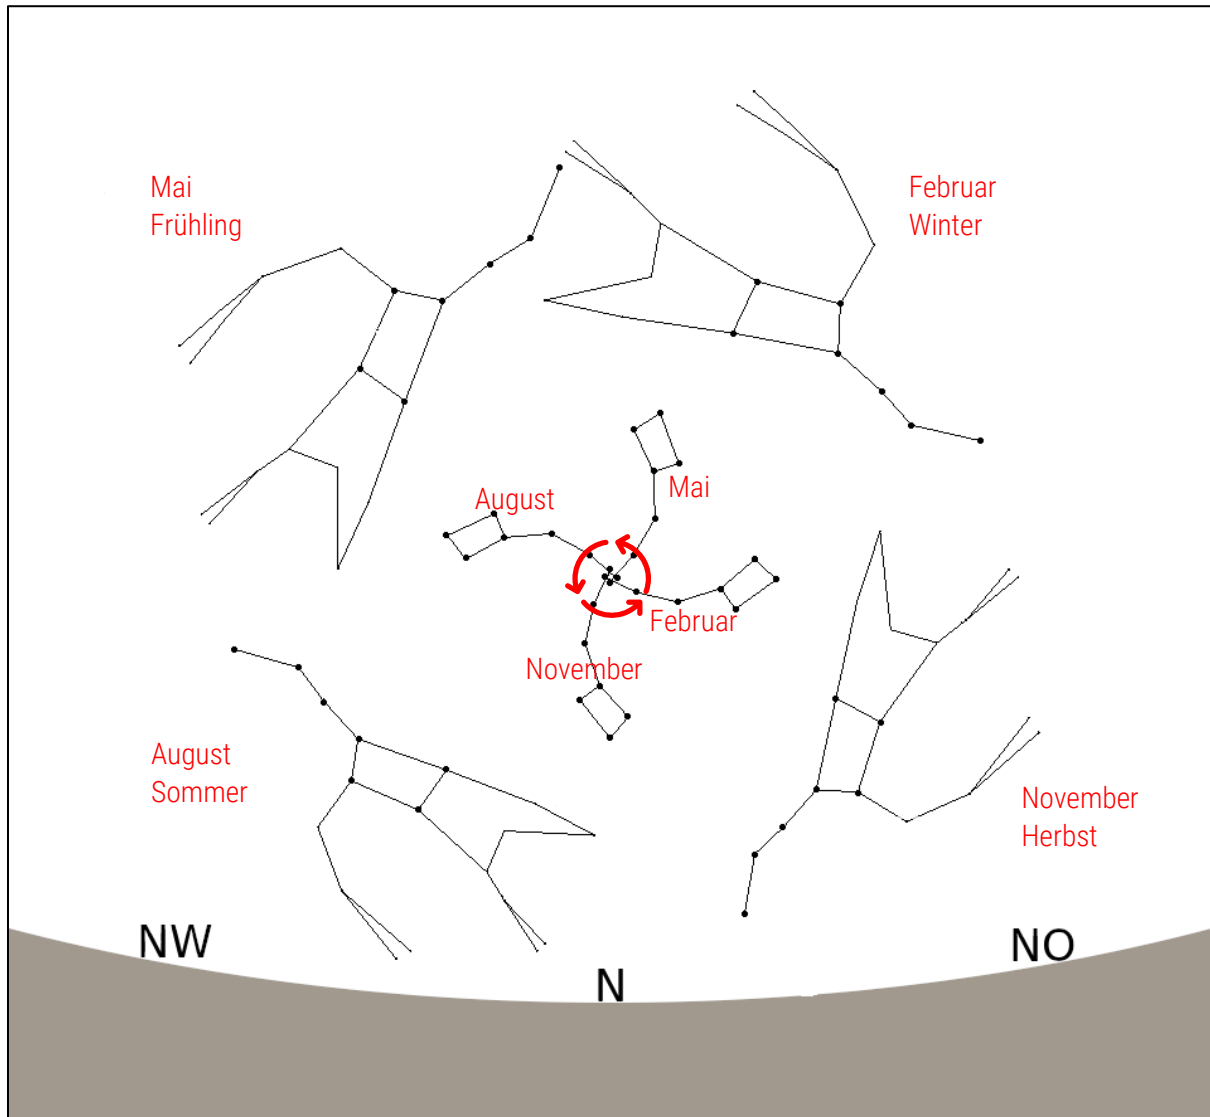 Mai
Frühling
Februar
Winter
August
Mai
Februar
November
August
Sommer
November
Herbst
NW
N
NO